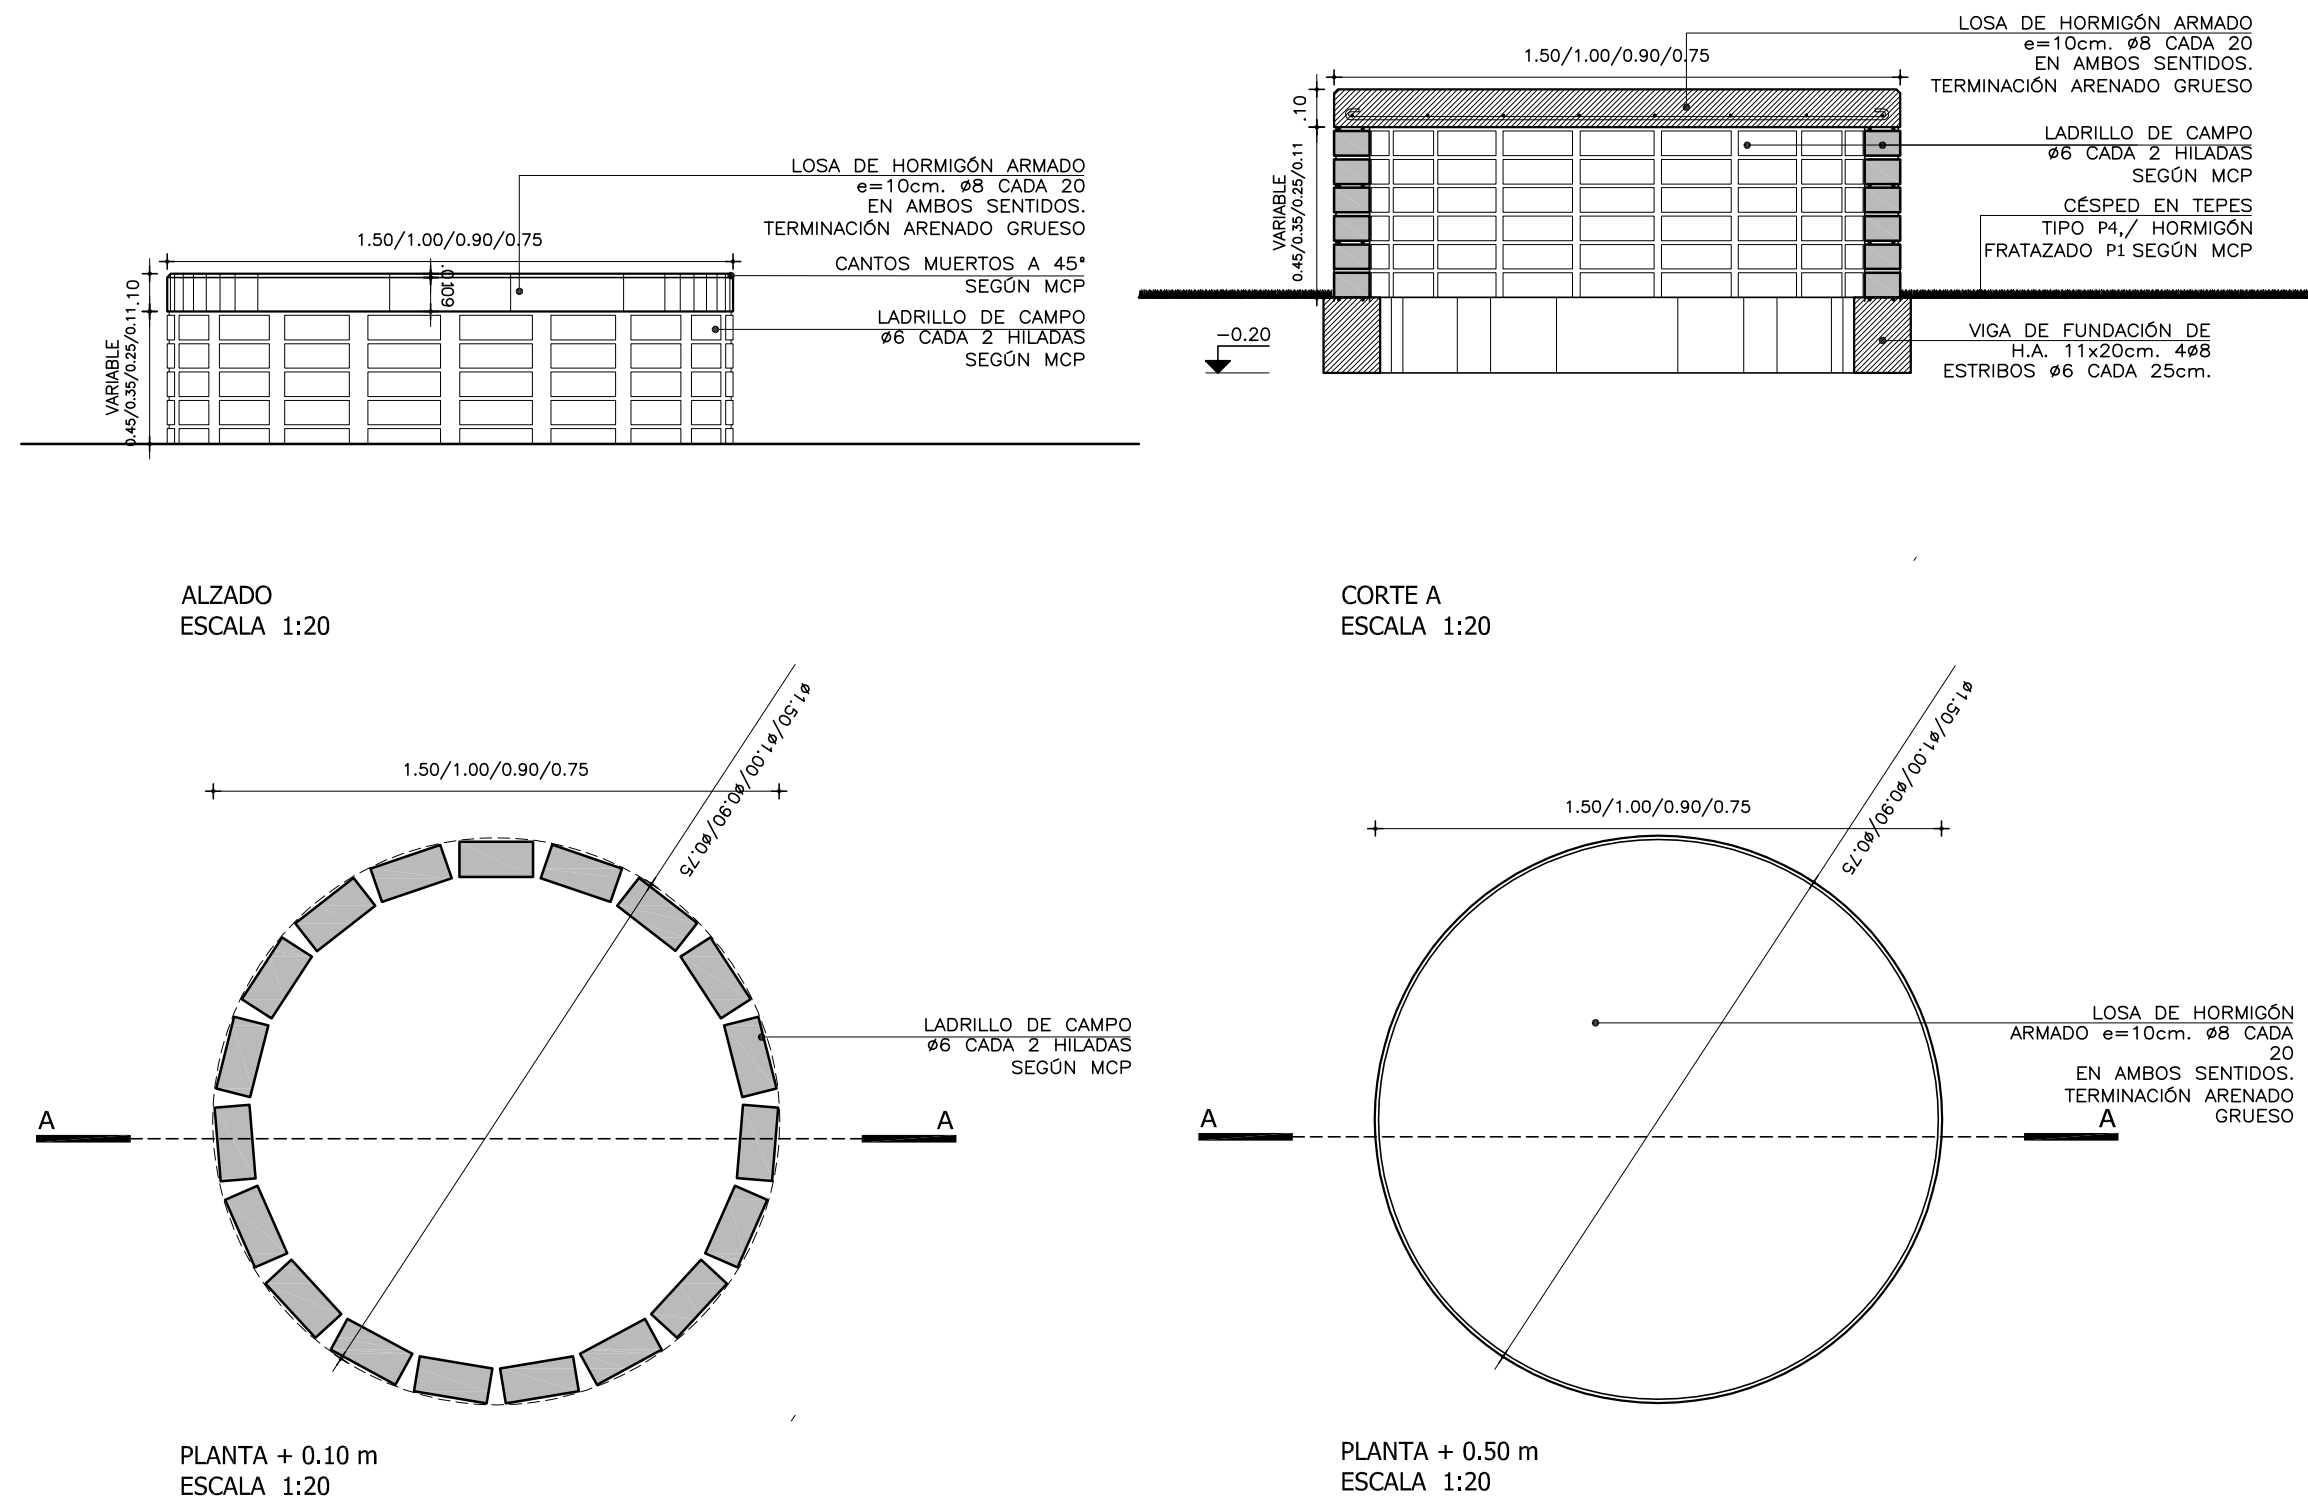 LOSA DE HORMIGÓN ARMADO
e=10cm. ø8 CADA 20
EN AMBOS SENTIDOS.
TERMINACIÓN ARENADO GRUESO
1.50/1.00/0.90/0.75
CANTOS MUERTOS A 45º
SEGÚN MCP
LADRILLO DE CAMPO
ø6 CADA 2 HILADAS
SEGÚN MCP
.10
VARIABLE
0.45/0.35/0.25/0.11
.0109
ALZADO
ESCALA 1:20
LOSA DE HORMIGÓN ARMADO
e=10cm. ø8 CADA 20
EN AMBOS SENTIDOS.
TERMINACIÓN ARENADO GRUESO
1.50/1.00/0.90/0.75
.10
VARIABLE
0.45/0.35/0.25/0.11
LADRILLO DE CAMPO
ø6 CADA 2 HILADAS
SEGÚN MCP
CÉSPED EN TEPES
TIPO P4,/ HORMIGÓN
FRATAZADO P1 SEGÚN MCP
-0.20
VIGA DE FUNDACIÓN DE
H.A. 11x20cm. 4ø8
ESTRIBOS ø6 CADA 25cm.
CORTE A
ESCALA 1:20
1.50/1.00/0.90/0.75
ø1.50/ø1.00/ø0.90/ø0.75
LADRILLO DE CAMPO
ø6 CADA 2 HILADAS
SEGÚN MCP
A
A
PLANTA + 0.10 m
ESCALA 1:20
1.50/1.00/0.90/0.75
ø1.50/ø1.00/ø0.90/ø0.75
LOSA DE HORMIGÓN
ARMADO e=10cm. ø8 CADA
20
EN AMBOS SENTIDOS.
TERMINACIÓN ARENADO
GRUESO
A
A
PLANTA + 0.50 m
ESCALA 1:20